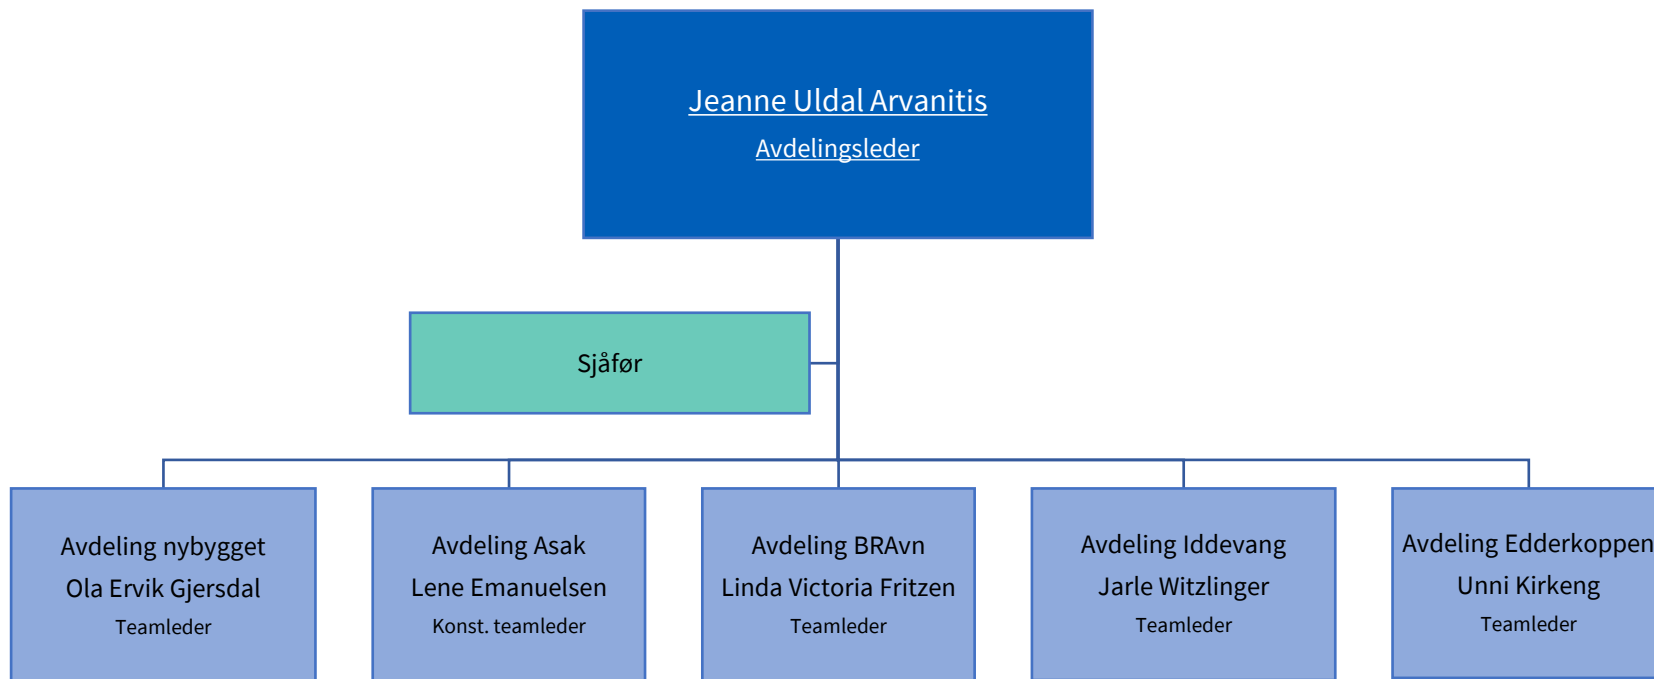 Jeanne Uldal Arvanitis
Avdelingsleder
Sjåfør
Avdeling nybygget
Ola Ervik Gjersdal
Teamleder
Avdeling Asak
Lene Emanuelsen
Konst. teamleder
Avdeling BRAvn
Linda Victoria Fritzen
Teamleder
Avdeling Iddevang
Jarle Witzlinger
Teamleder
Avdeling Edderkoppen
Unni Kirkeng
Teamleder